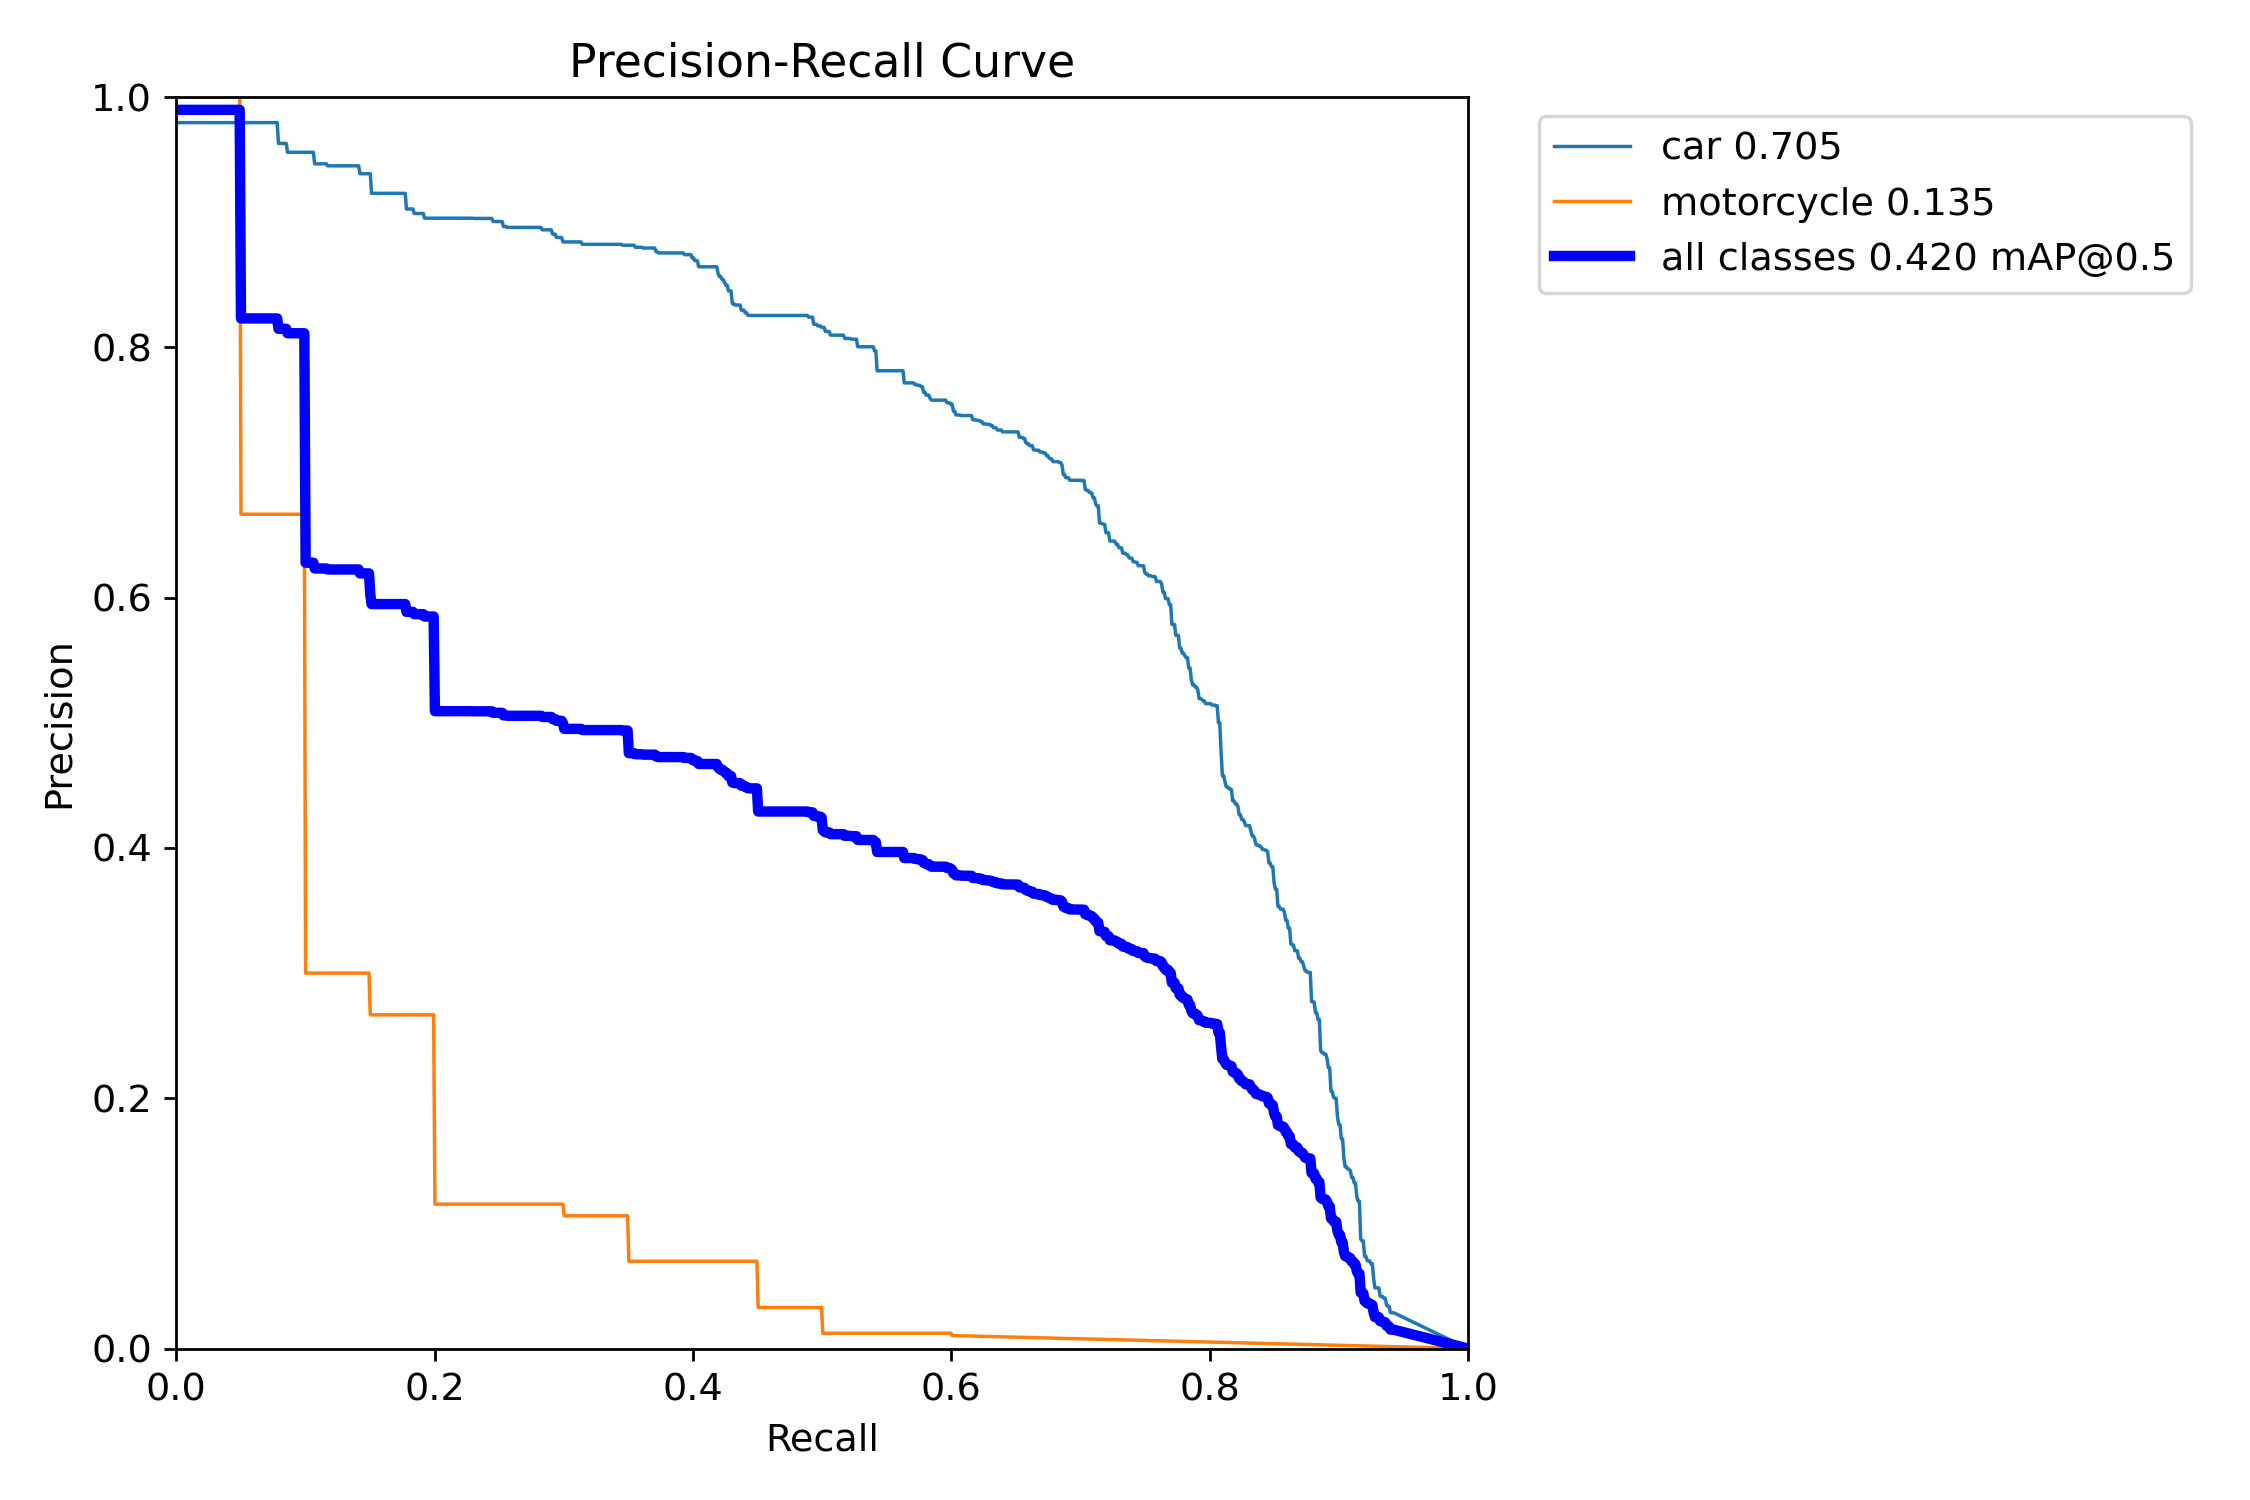 Precision-Recall Curve
1.0
0.8
0.6
0.4
0.2
0.0
Precision
0.0 0.2 0.4 0.6 0.8 1.0
Recall
car 0.705
motorcycle 0.135
all classes 0.420 mAP@0.5